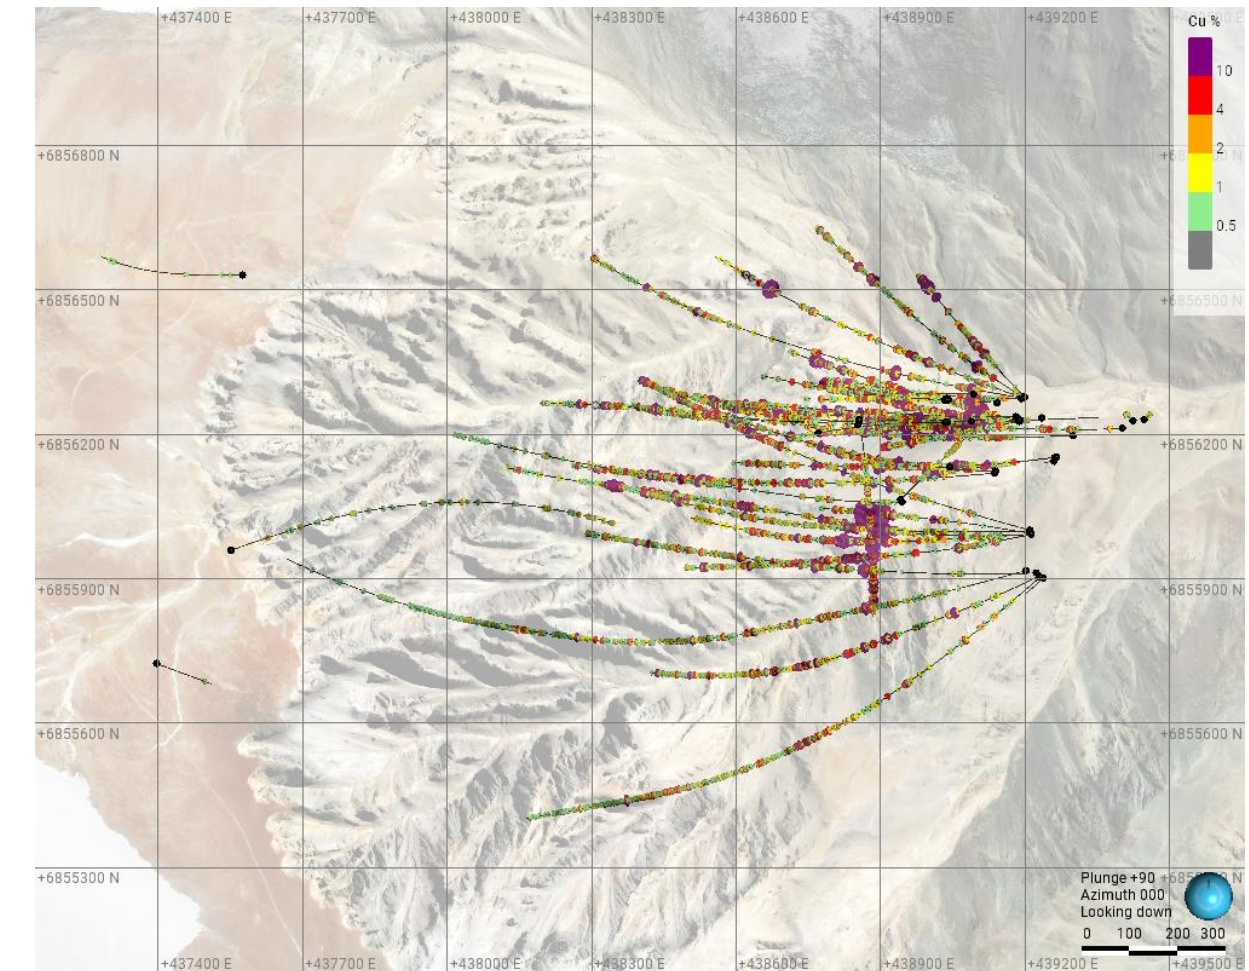 +437400 E
+437700 E
+438000 E
+438300 E
+438600 E
+438900 E
+439200 E
Cu %
10
4
2
1
0.5
+6856800 N
+6856500 N
+6856500 N
+6856200 N
+6856200 N
+6855900 N
+6855900 N
+6855600 N
+6855600 N
+6855300 N
Plunge +90
Azimuth 000
Looking down
0 100 200 300
+437400 E
+437700 E
+438000 E
+438300 E
+438600 E
+438900 E
+439200 E
+439500 E